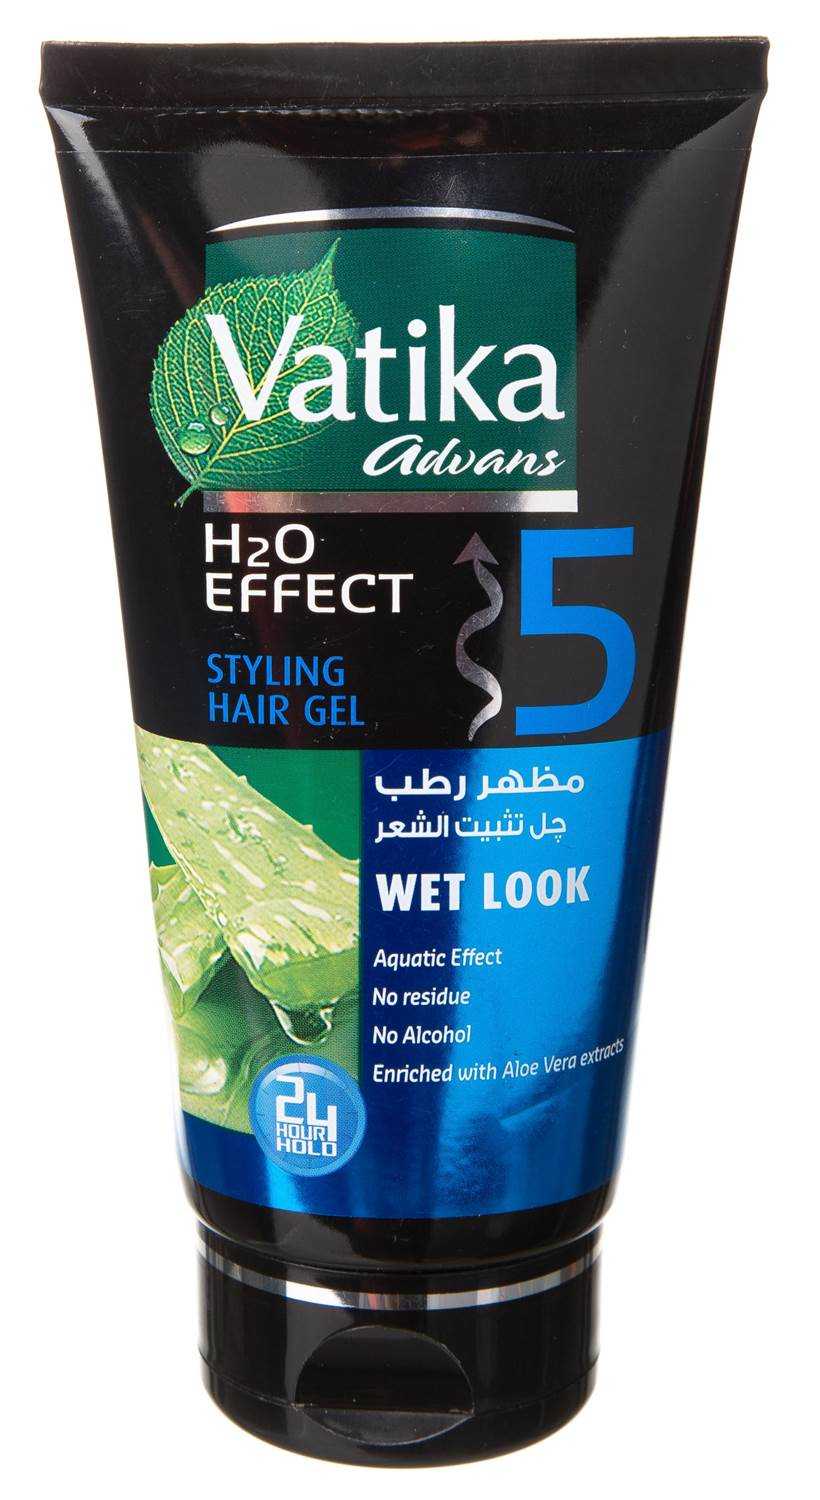 Vatika
Advans
H2O
EFFECT
5
STYLING
HAIR GEL
مظهر رطب
چل تثبيت الشعر
WET LOOK
Aquatic Effect
No residue
No Alcohol
Enriched with Aloe Vera extracts
24
HOUR
HOLD